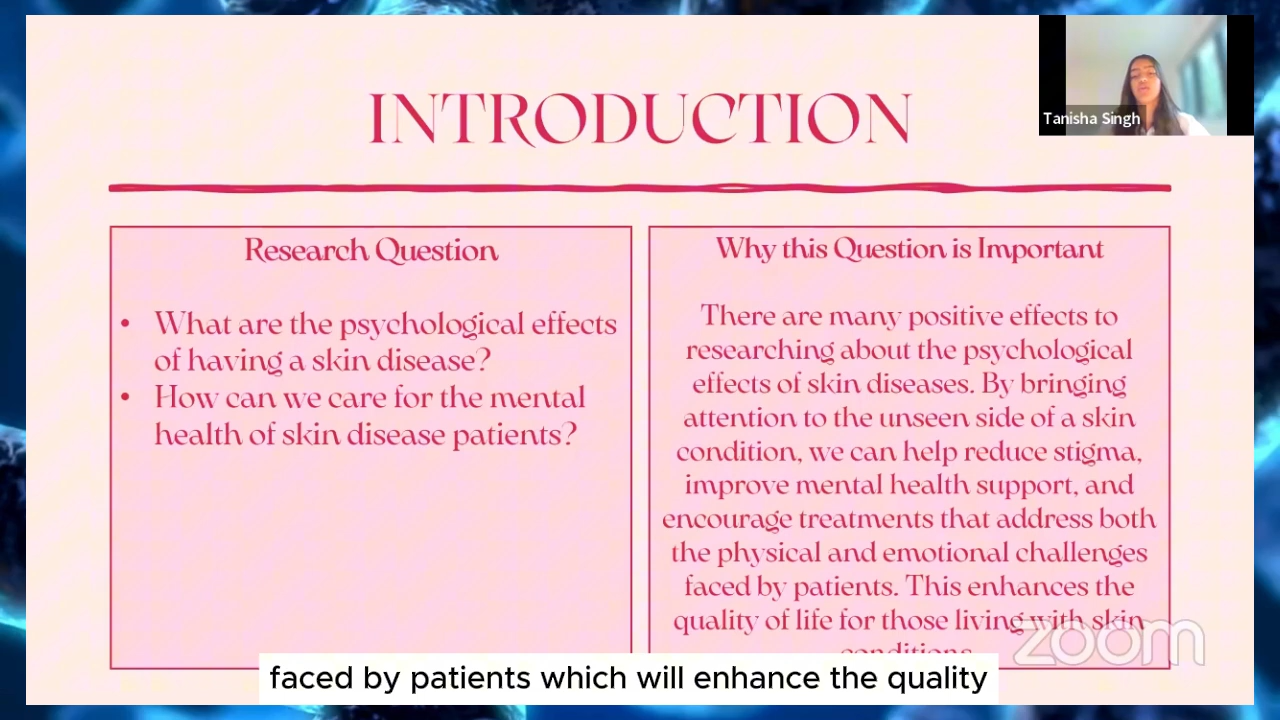 INTRODUCTION
Tanisha Singh
Research Question
• What are the psychological effects
of having a skin disease?
• How can we care for the mental
health of skin disease patients?
Why this Question is Important
There are many positive effects to
researching about the psychological
effects of skin diseases. By bringing
attention to the unseen side of a skin
condition, we can help reduce stigma,
improve mental health support, and
encourage treatments that address both
the physical and emotional challenges
faced by patients. This enhances the
quality of life for those living with skin
conditions.
zoom
faced by patients which will enhance the quality